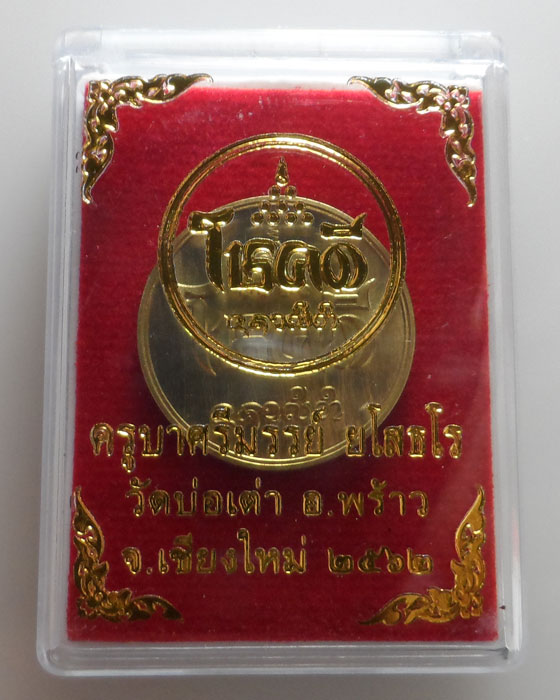 โชคดี
ครูบาศรีมรรย์ ยโสธโร
วัดบ่อเต่า อ.พร้าว
จ.เชียงใหม่ ๒๕๖๒